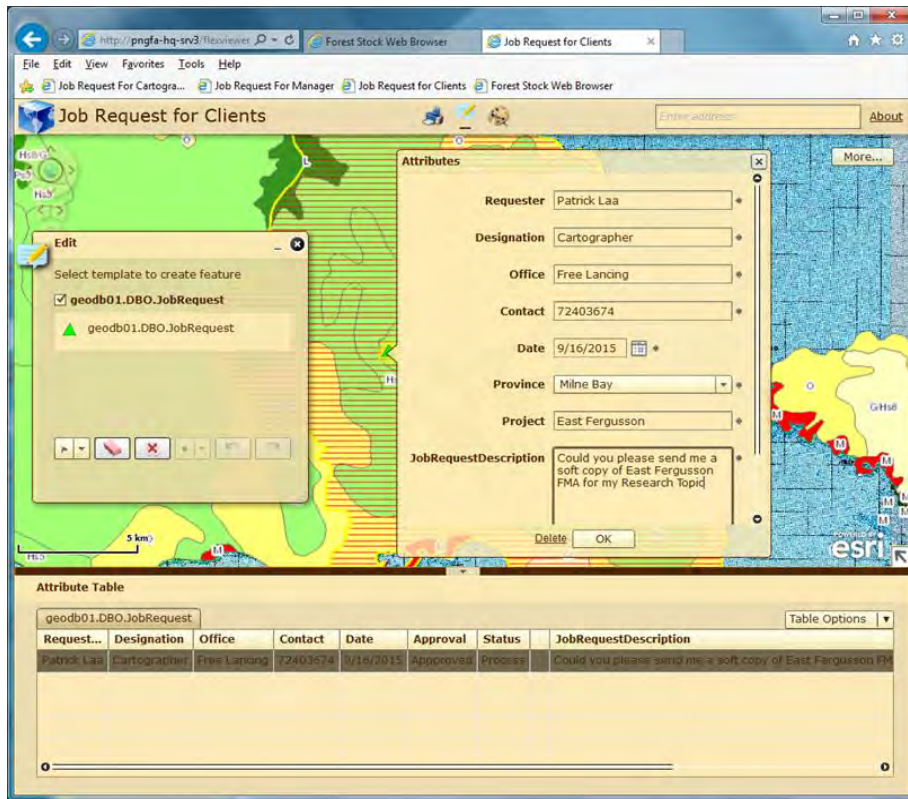 http://pngfa-hq-srv3/flexviewer
Forest Stock Web Browser
Job Request for Clients
File Edit View Favorites Tools Help
Job Request For Cartogra... Job Request For Manager Job Request for Clients Forest Stock Web Browser
Job Request for Clients
Enter address
About
More...
Attributes
Requester Patrick Laa
Designation Cartographer
Office Free Lancing
Contact 72403674
Date 9/16/2015
Province Milne Bay
Project East Fergusson
JobRequestDescription Could you please send me a
soft copy of East Fergusson
FMA for my Research Topic
Delete OK
Edit
Select template to create feature
geodb01.DBO.JobRequest
geodb01.DBO.JobRequest
L
O
O
G/Hs8
M
M
M
M
M
M
5 km
POWERED BY
esri
Attribute Table
geodb01.DBO.JobRequest
Table Options
Request... Designation Office Contact Date Approval Status JobRequestDescription
Patrick Laa Cartographer Free Lancing 72403674 9/16/2015 Approved Process Could you please send me a soft copy of East Fergusson FM